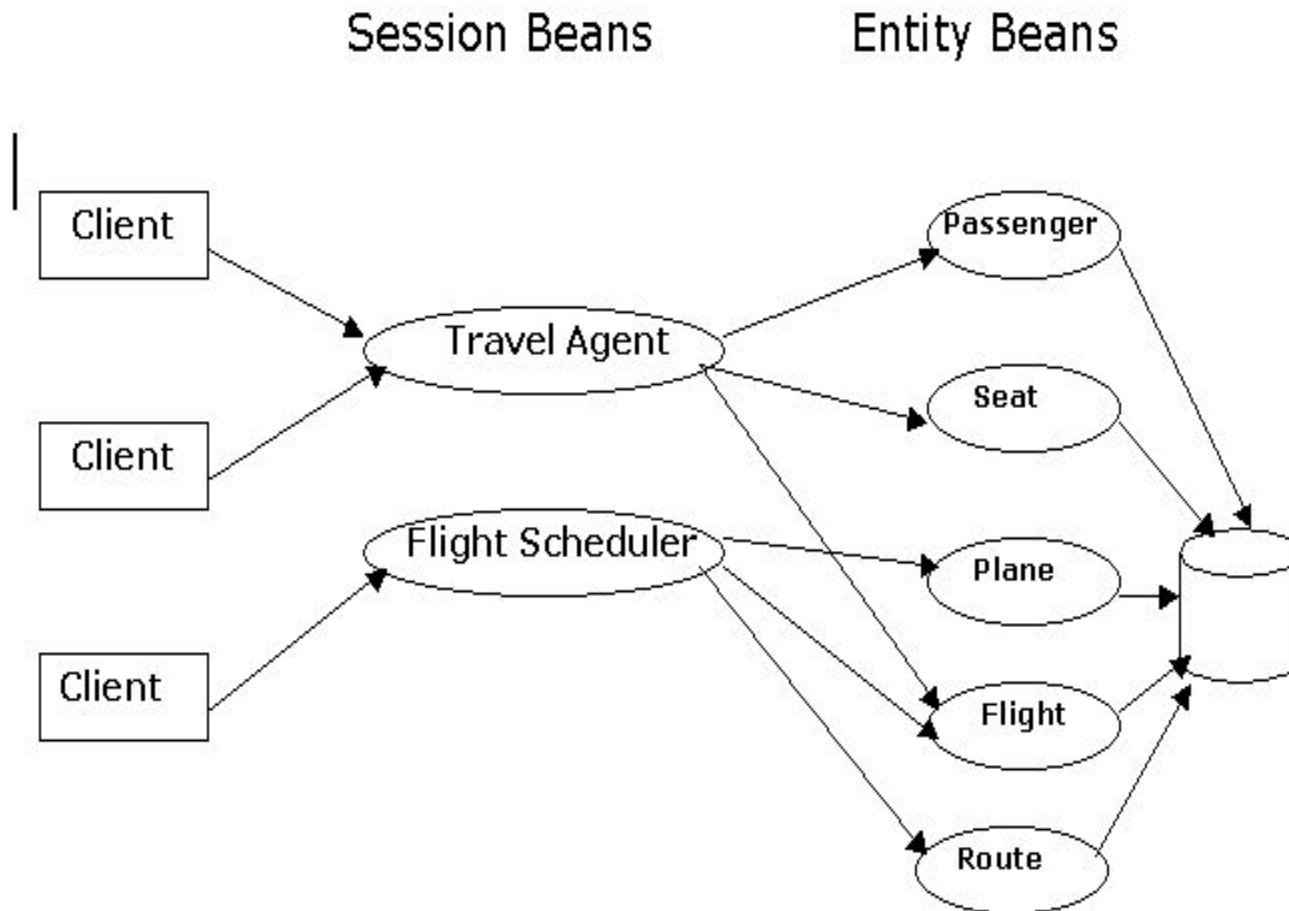 Session Beans
Entity Beans
Client
Passenger
Travel Agent
Seat
Client
Flight Scheduler
Plane
Client
Flight
Route